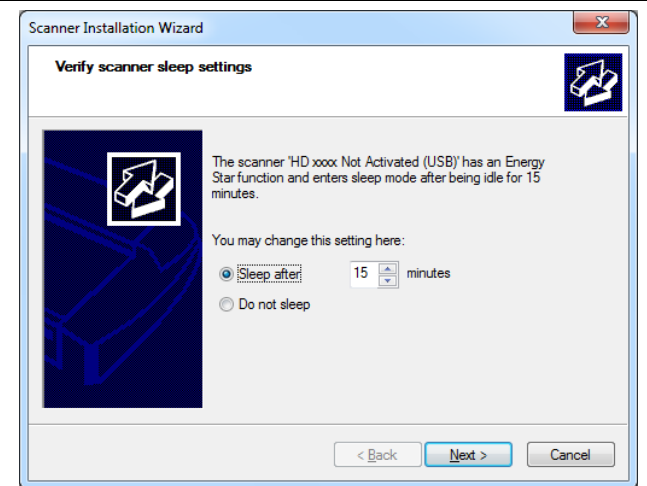 Scanner Installation Wizard
Verify scanner sleep settings
The scanner 'HD xxxx Not Activated (USB)' has an Energy
Star function and enters sleep mode after being idle for 15
minutes.
You may change this setting here:
Sleep after 15 minutes
Do not sleep
< Back Next > Cancel